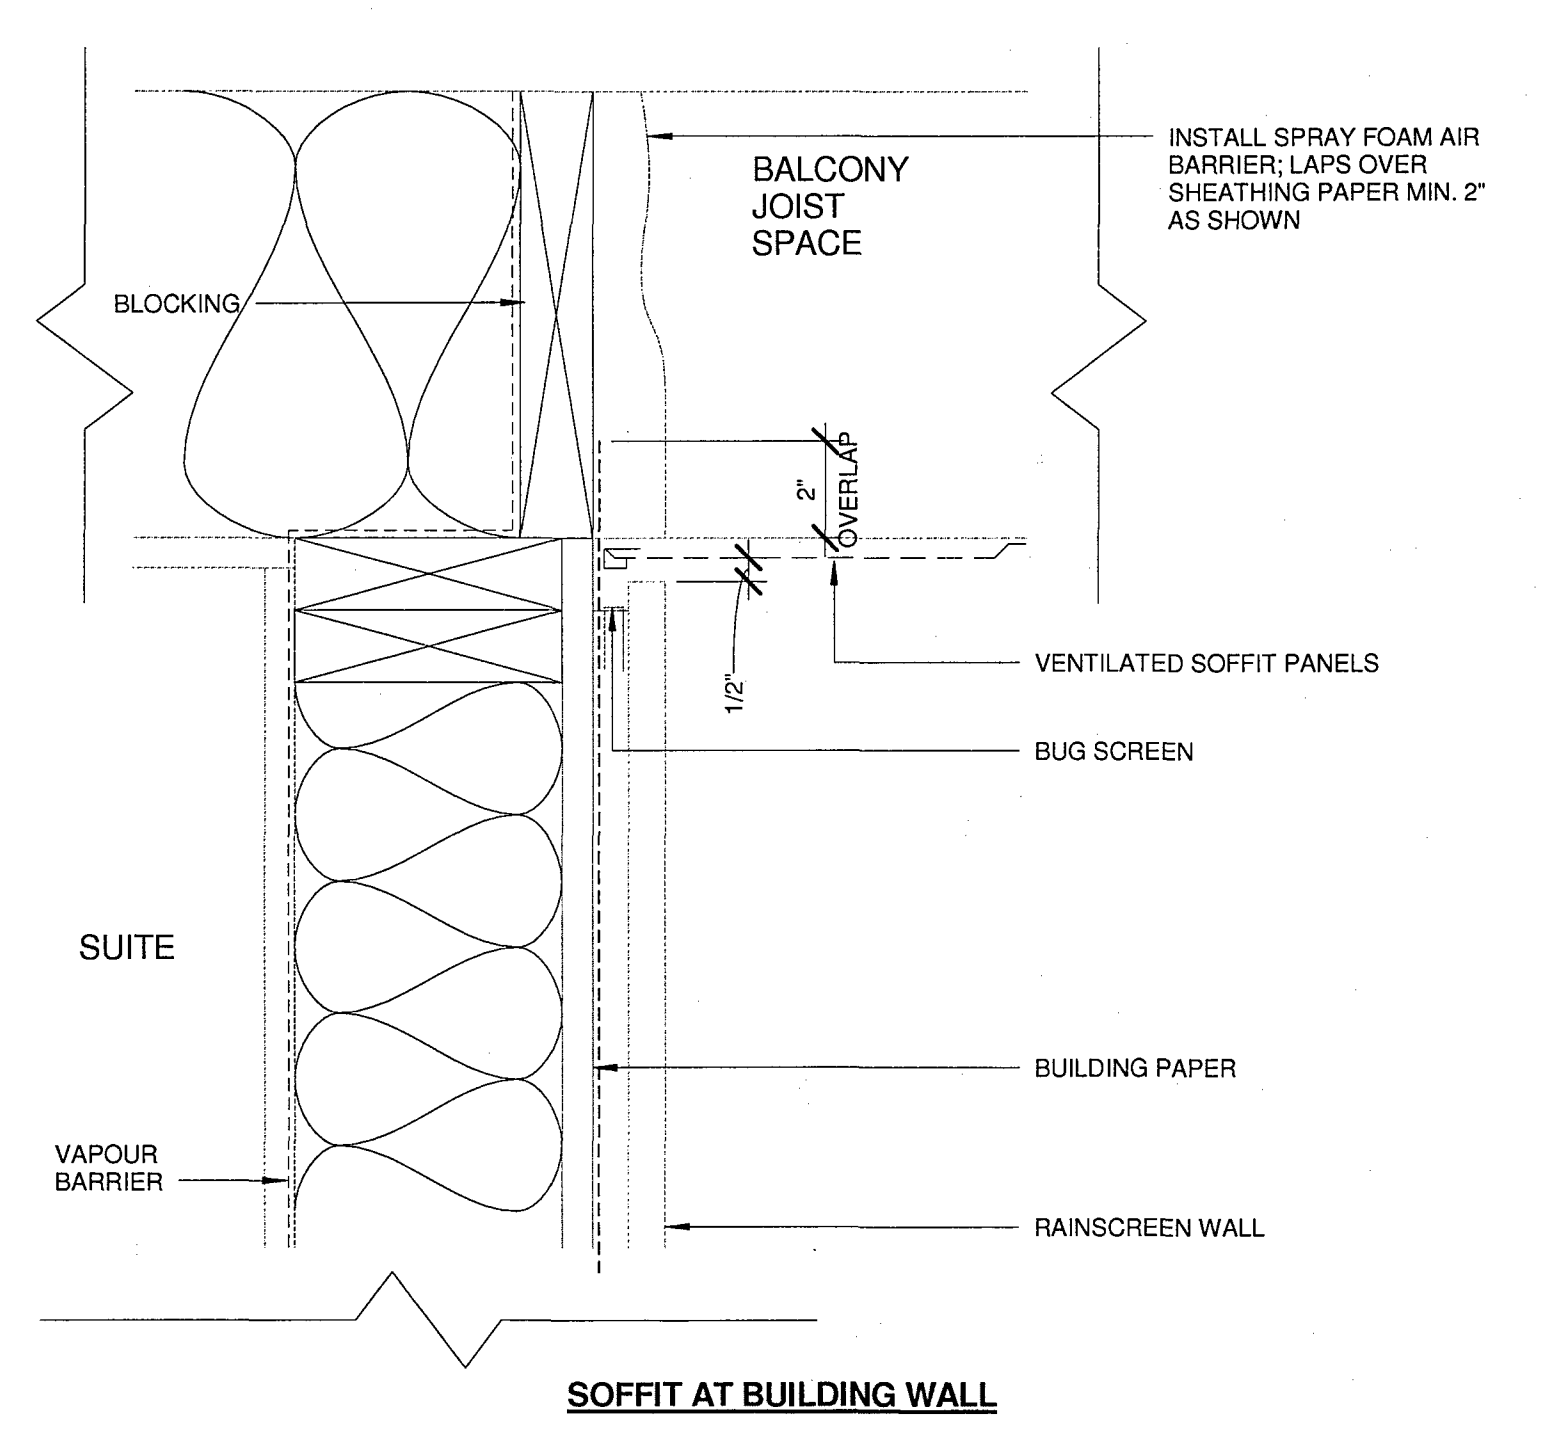 INSTALL SPRAY FOAM AIR
BARRIER; LAPS OVER
SHEATHING PAPER MIN. 2"
AS SHOWN
BALCONY
JOIST
SPACE
BLOCKING
2"
OVERLAP
1/2"
VENTILATED SOFFIT PANELS
BUG SCREEN
SUITE
BUILDING PAPER
VAPOUR
BARRIER
RAINSCREEN WALL
SOFFIT AT BUILDING WALL